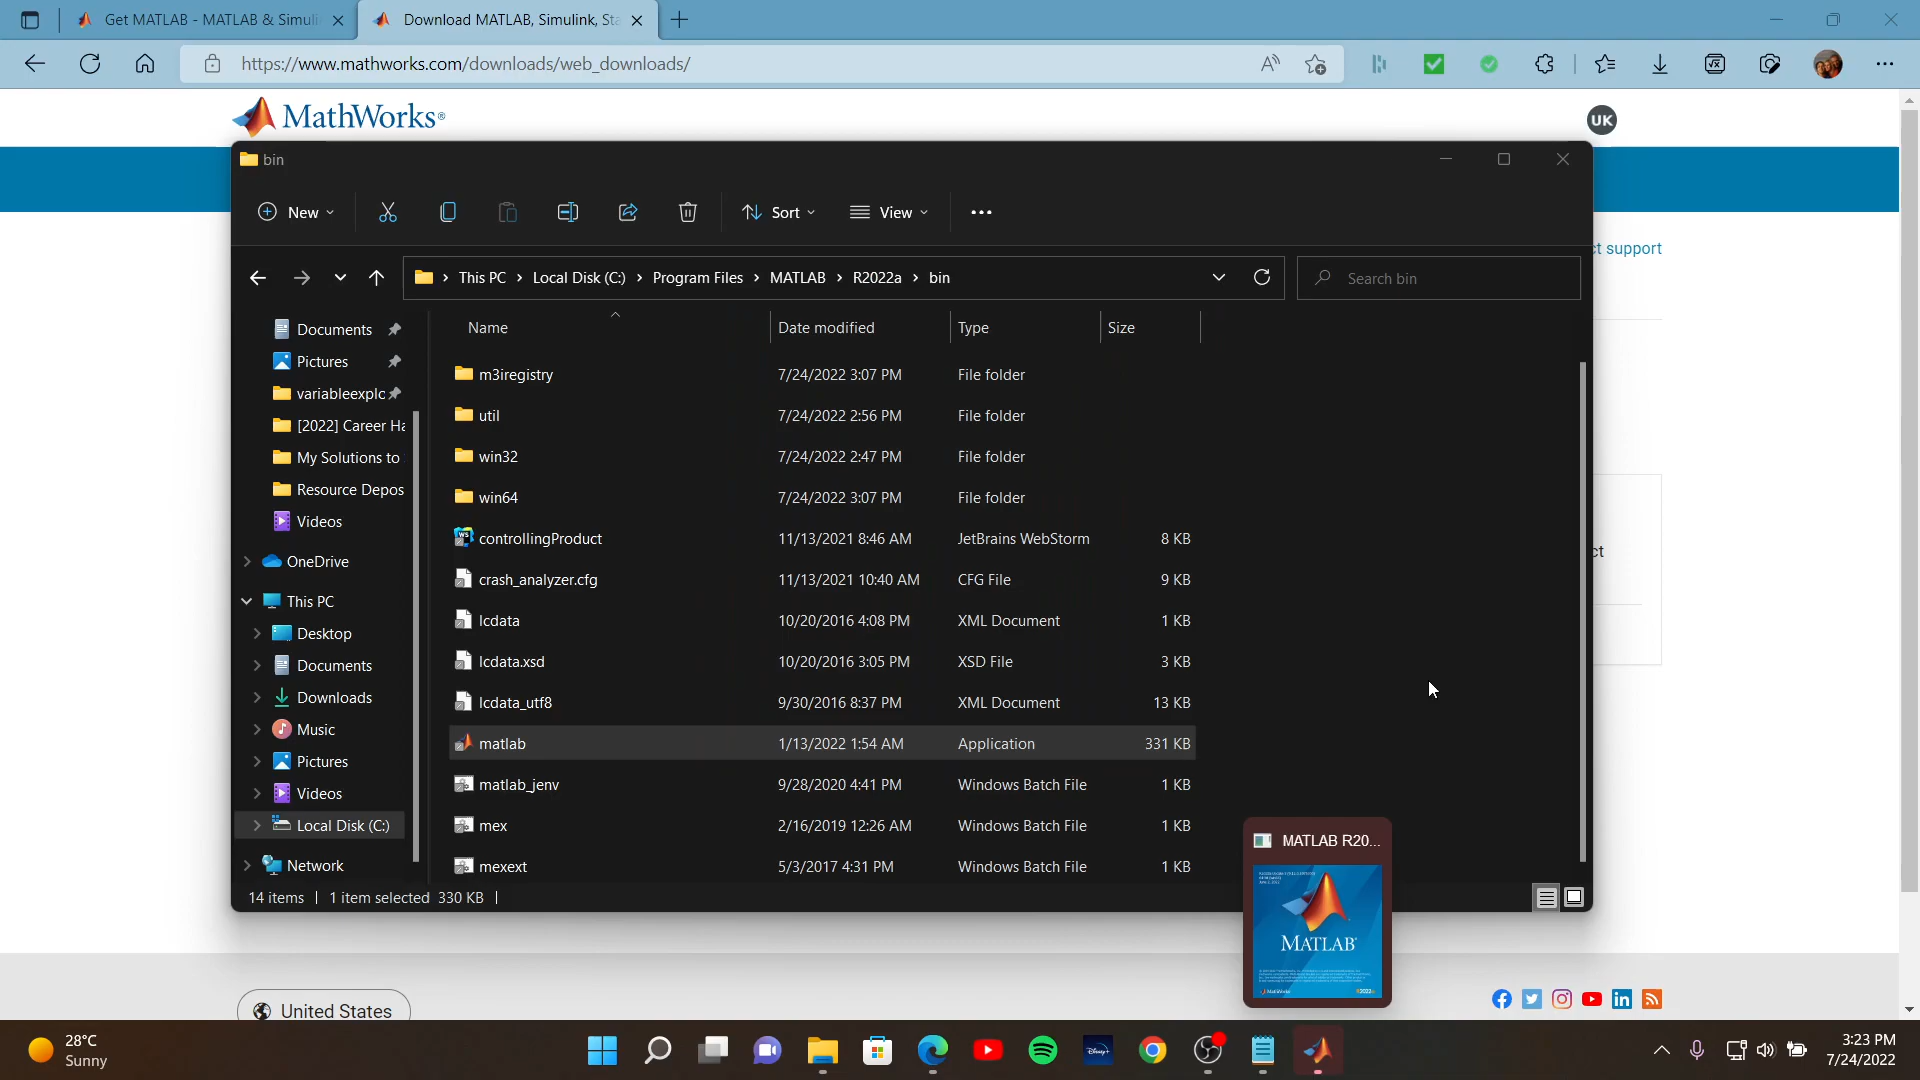 Get MATLAB - MATLAB & Simuli
Download MATLAB, Simulink, Sta
https://www.mathworks.com/downloads/web_downloads/
MathWorks®
UK
bin
New
Sort
View
This PC > Local Disk (C:) > Program Files > MATLAB > R2022a > bin
Search bin
ct support
Name Date modified Type Size
Documents
Pictures
variableexplc
[2022] Career Ha
My Solutions to
Resource Depos
Videos
OneDrive
This PC
Desktop
Documents
Downloads
Music
Pictures
Videos
Local Disk (C:)
Network
m3iregistry 7/24/2022 3:07 PM File folder
util 7/24/2022 2:56 PM File folder
win32 7/24/2022 2:47 PM File folder
win64 7/24/2022 3:07 PM File folder
controllingProduct 11/13/2021 8:46 AM JetBrains WebStorm 8 KB
crash_analyzer.cfg 11/13/2021 10:40 AM CFG File 9 KB
lcdata 10/20/2016 4:08 PM XML Document 1 KB
lcdata.xsd 10/20/2016 3:05 PM XSD File 3 KB
lcdata_utf8 9/30/2016 8:37 PM XML Document 13 KB
matlab 1/13/2022 1:54 AM Application 331 KB
matlab_jenv 9/28/2020 4:41 PM Windows Batch File 1 KB
mex 2/16/2019 12:26 AM Windows Batch File 1 KB
mexext 5/3/2017 4:31 PM Windows Batch File 1 KB
ct
14 items | 1 item selected 330 KB |
MATLAB R20...
MATLAB®
MathWorks R2022a
United States
28°C
Sunny
Disney+
3:23 PM
7/24/2022